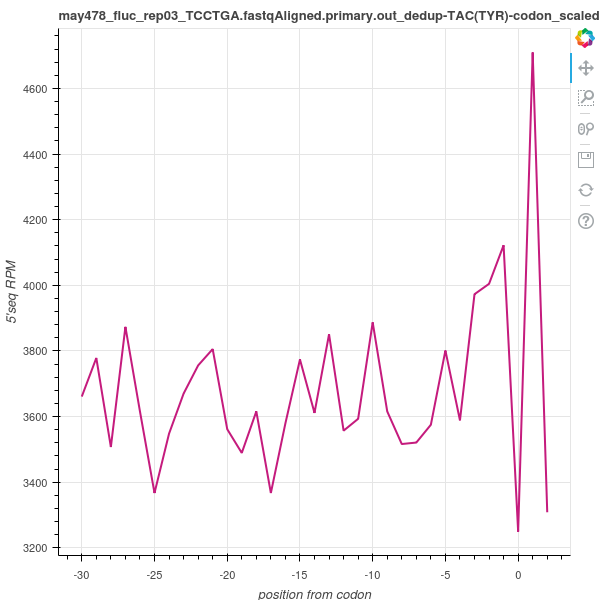 may478_fluc_rep03_TCCTGA.fastqAligned.primary.out_dedup-TAC(TYR)-codon_scaled
4600
4400
4200
4000
3800
3600
3400
3200
5'seq RPM
-30 -25 -20 -15 -10 -5 0
position from codon